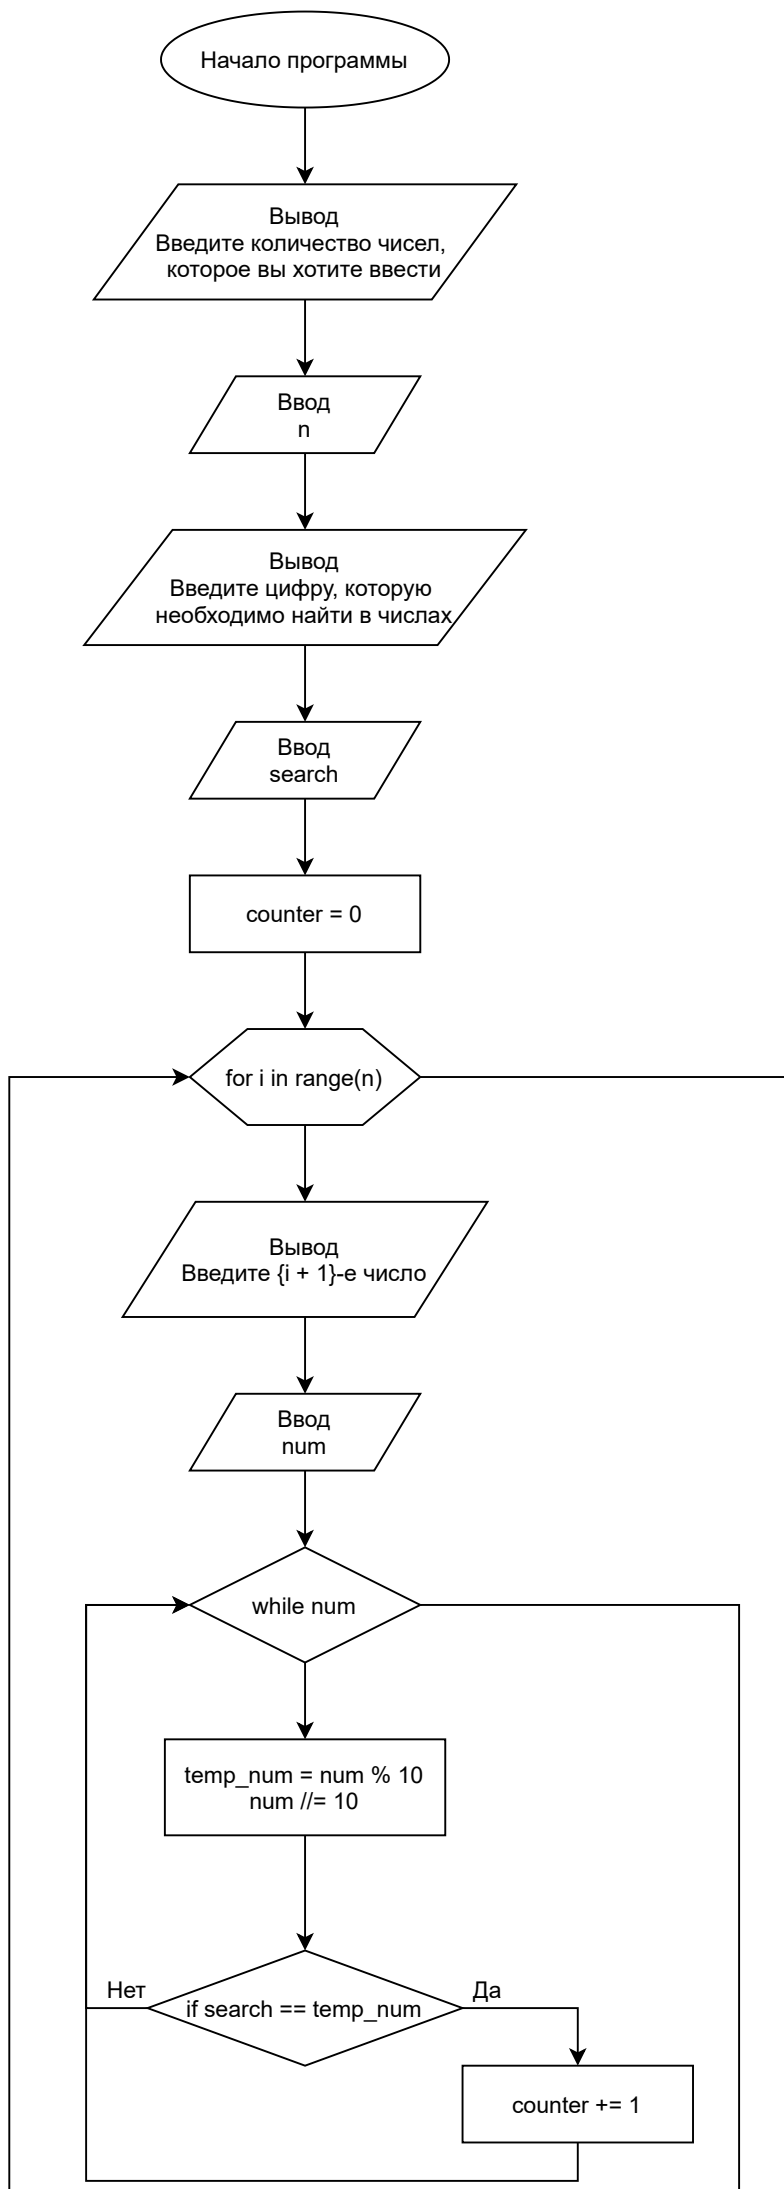 Начало программы
Вывод
Введите количество чисел,
которое вы хотите ввести
Ввод
n
Вывод
Введите цифру, которую
необходимо найти в числах
Ввод
search
counter = 0
for i in range(n)
Вывод
Введите {i + 1}-е число
Ввод
num
while num
temp_num = num % 10
num //= 10
Нет
if search == temp_num
Да
counter += 1